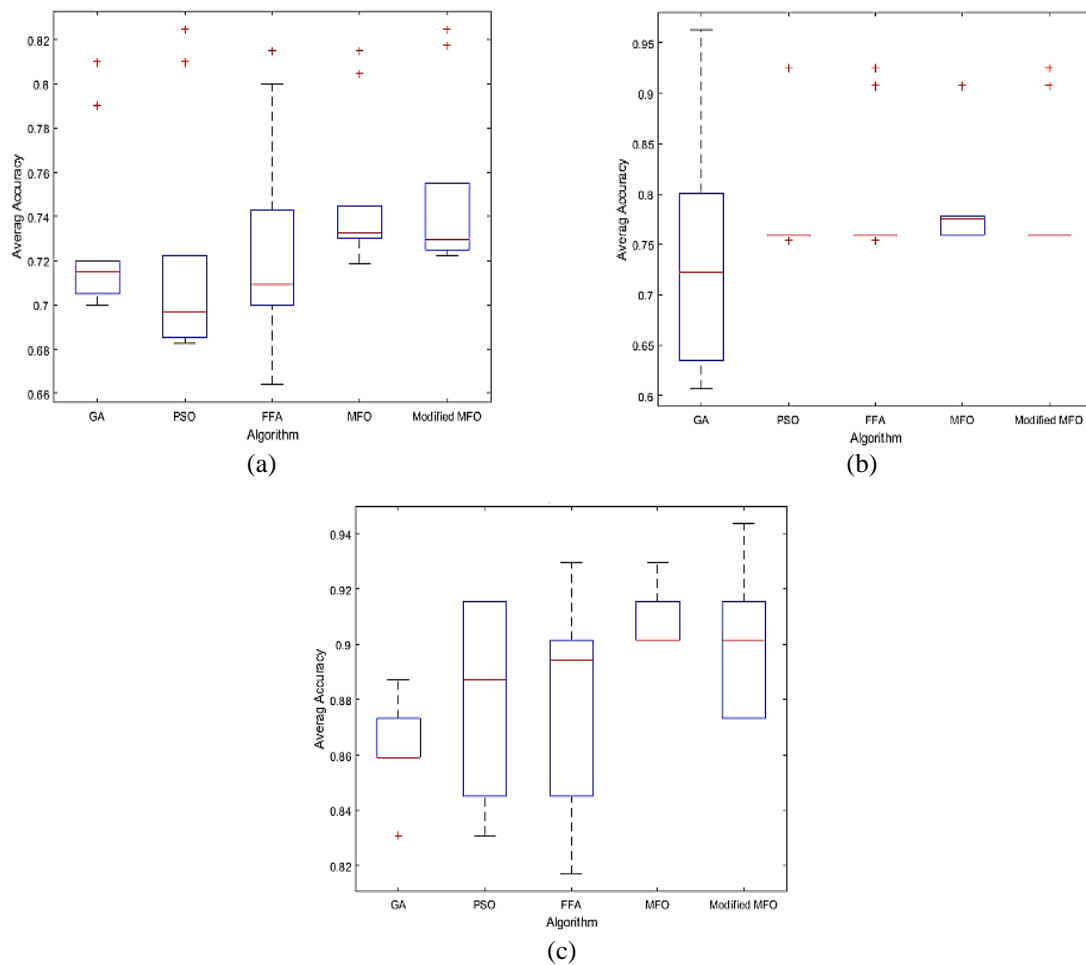 0.82
0.8
0.78
0.76
0.74
0.72
0.7
0.68
0.66
Averag Accuracy
GA PSO FFA MFO Modified MFO
Algorithm
(a)
0.95
0.9
0.85
0.8
0.75
0.7
0.65
0.6
Averag Accuracy
GA PSO FFA MFO Modified MFO
Algorithm
(b)
0.94
0.92
0.9
0.88
0.86
0.84
0.82
Averag Accuracy
GA PSO FFA MFO Modified MFO
Algorithm
(c)